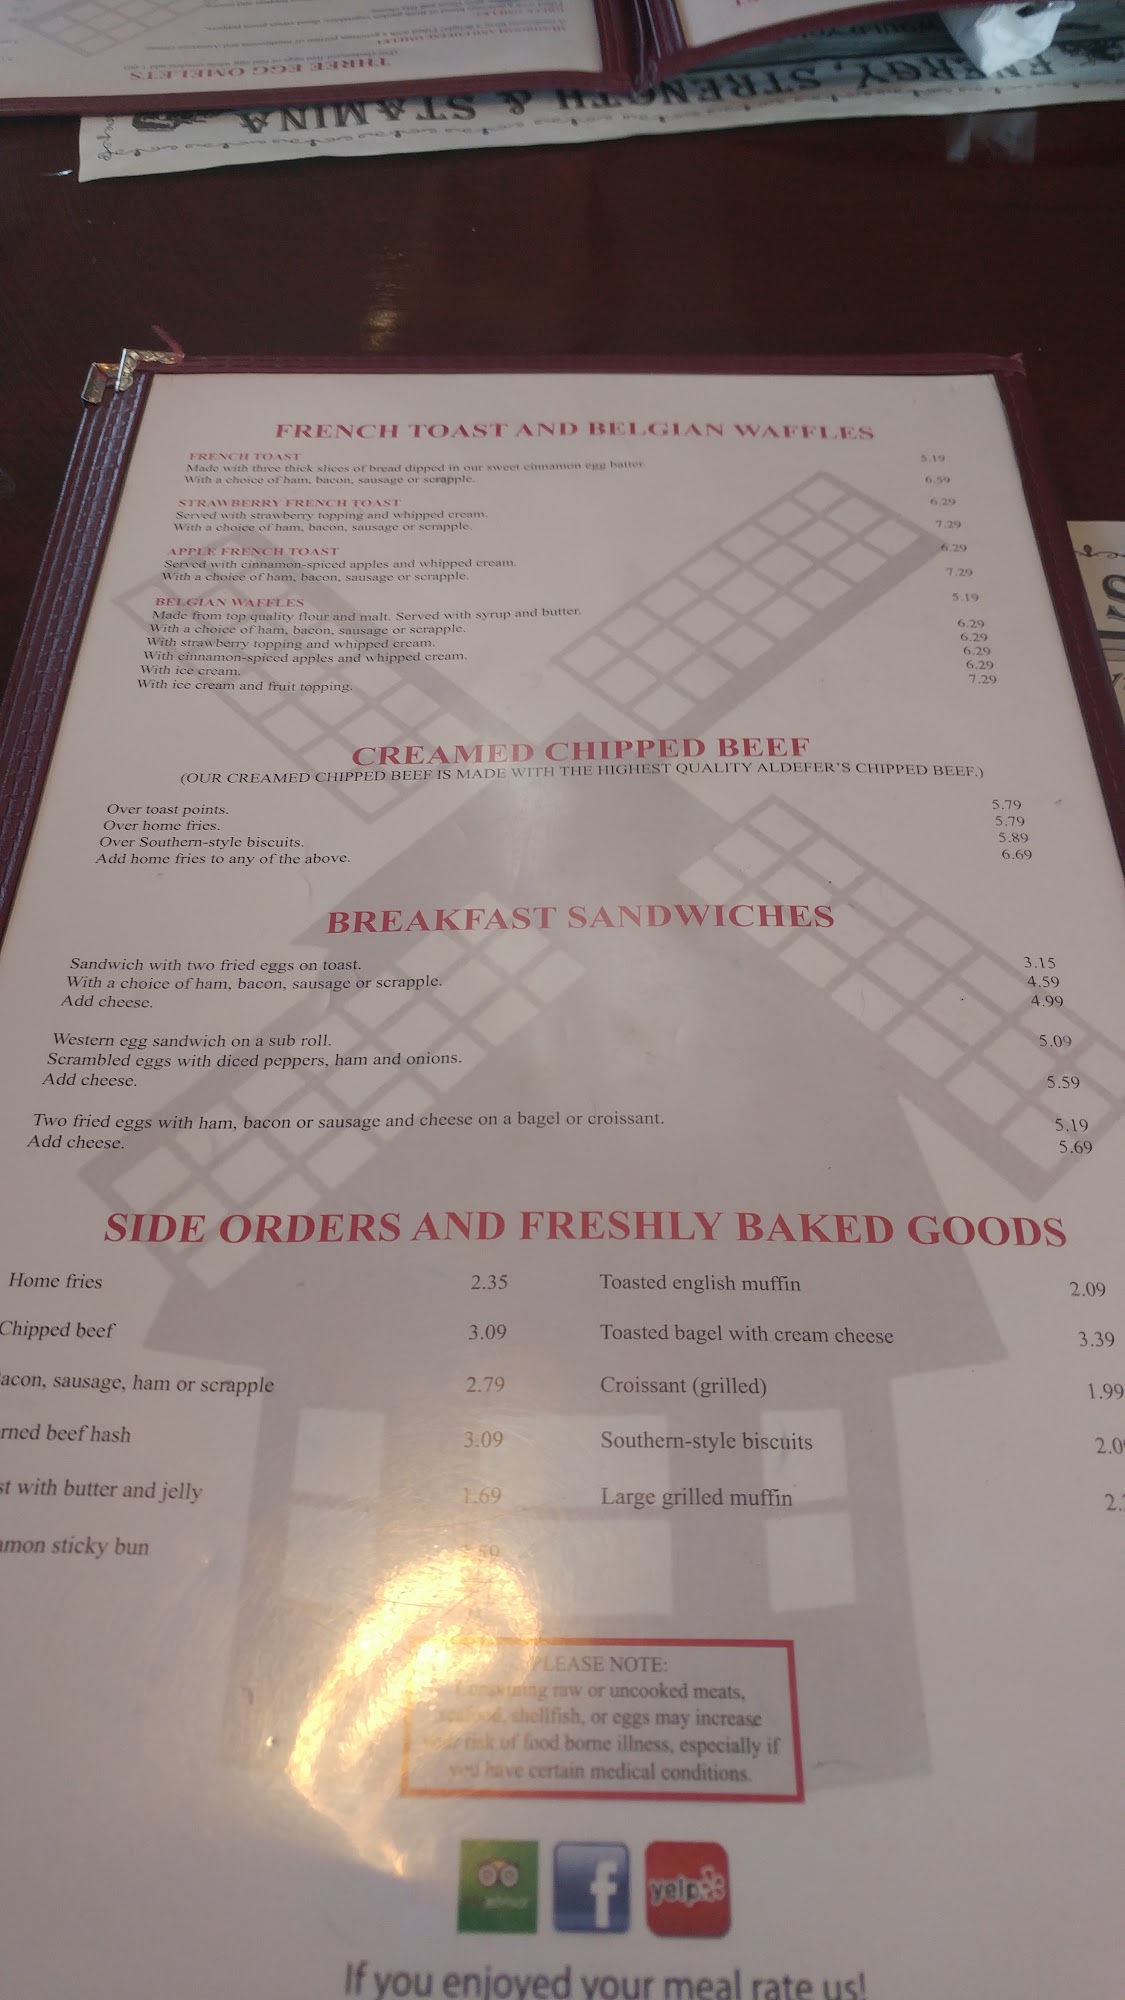 THREE EGG OMELETS
ENERGY, STRENGTH & STAMINA
FRENCH TOAST AND BELGIAN WAFFLES
FRENCH TOAST 5.19
Made with three thick slices of bread dipped in our sweet cinnamon egg batter.
With a choice of ham, bacon, sausage or scrapple. 6.59
STRAWBERRY FRENCH TOAST 6.29
Served with strawberry topping and whipped cream.
With a choice of ham, bacon, sausage or scrapple. 7.29
APPLE FRENCH TOAST 6.29
Served with cinnamon-spiced apples and whipped cream.
With a choice of ham, bacon, sausage or scrapple. 7.29
BELGIAN WAFFLES 5.19
Made from top quality flour and malt. Served with syrup and butter.
With a choice of ham, bacon, sausage or scrapple. 6.29
With strawberry topping and whipped cream. 6.29
With cinnamon-spiced apples and whipped cream. 6.29
With ice cream. 6.29
With ice cream and fruit topping. 7.29
CREAMED CHIPPED BEEF
(OUR CREAMED CHIPPED BEEF IS MADE WITH THE HIGHEST QUALITY ALDEFER'S CHIPPED BEEF.)
Over toast points. 5.79
Over home fries. 5.79
Over Southern-style biscuits. 5.89
Add home fries to any of the above. 6.69
BREAKFAST SANDWICHES
Sandwich with two fried eggs on toast. 3.15
With a choice of ham, bacon, sausage or scrapple. 4.59
Add cheese. 4.99
Western egg sandwich on a sub roll. 5.09
Scrambled eggs with diced peppers, ham and onions.
Add cheese. 5.59
Two fried eggs with ham, bacon or sausage and cheese on a bagel or croissant. 5.19
Add cheese. 5.69
SIDE ORDERS AND FRESHLY BAKED GOODS
Home fries 2.35
Chipped beef 3.09
acon, sausage, ham or scrapple 2.79
rned beef hash 3.09
st with butter and jelly 1.69
amon sticky bun
Toasted english muffin 2.09
Toasted bagel with cream cheese 3.39
Croissant (grilled) 1.99
Southern-style biscuits 2.0
Large grilled muffin 2.
PLEASE NOTE:
Consuming raw or uncooked meats,
seafood, shellfish, or eggs may increase
your risk of food borne illness, especially if
you have certain medical conditions.
f
yelp
If you enjoyed your meal rate us!